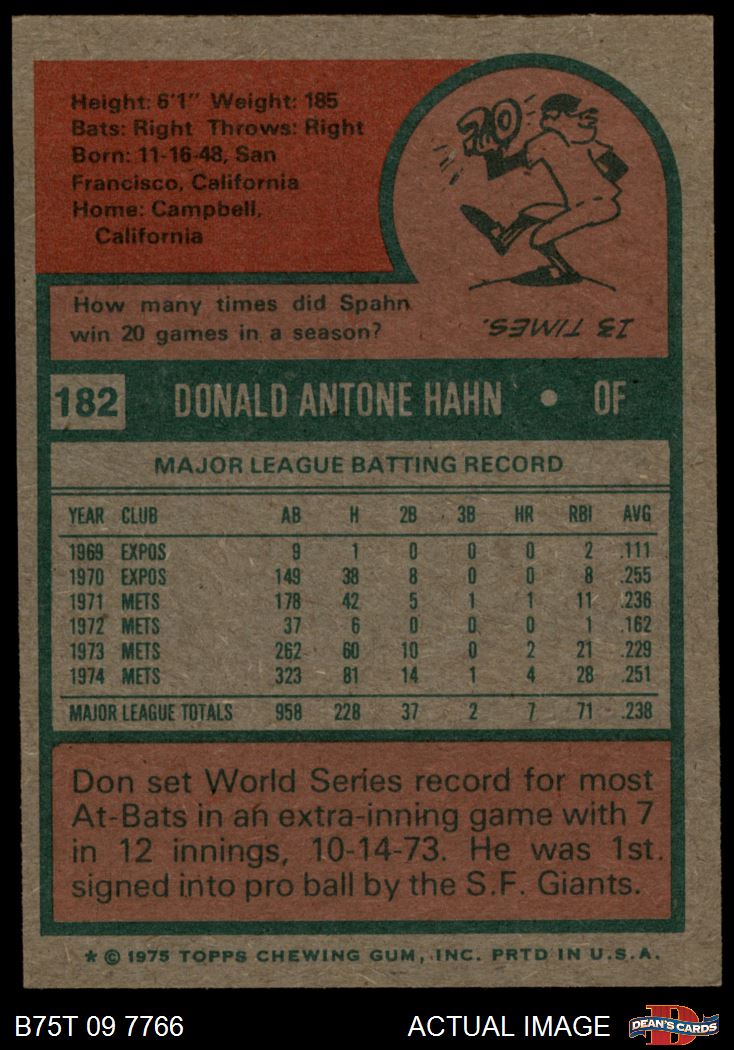 Height: 6'1" Weight: 185
Bats: Right Throws: Right
Born: 11-16-48, San
Francisco, California
Home: Campbell,
California
20
How many times did Spahn
win 20 games in a season?
13 TIMES.
182 DONALD ANTONE HAHN • OF
MAJOR LEAGUE BATTING RECORD
YEAR CLUB AB H 2B 3B HR RBI AVG
1969 EXPOS 9 1 0 0 0 2 .111
1970 EXPOS 149 38 8 0 0 8 .255
1971 METS 178 42 5 1 1 11 .236
1972 METS 37 6 0 0 0 1 .162
1973 METS 262 60 10 0 2 21 .229
1974 METS 323 81 14 1 4 28 .251
MAJOR LEAGUE TOTALS 958 228 37 2 7 71 .238
Don set World Series record for most
At-Bats in an extra-inning game with 7
in 12 innings, 10-14-73. He was 1st.
signed into pro ball by the S.F. Giants.
* © 1975 TOPPS CHEWING GUM, INC. PRTD IN U.S.A.
B75T 09 7766 ACTUAL IMAGE D DEAN'S CARDS